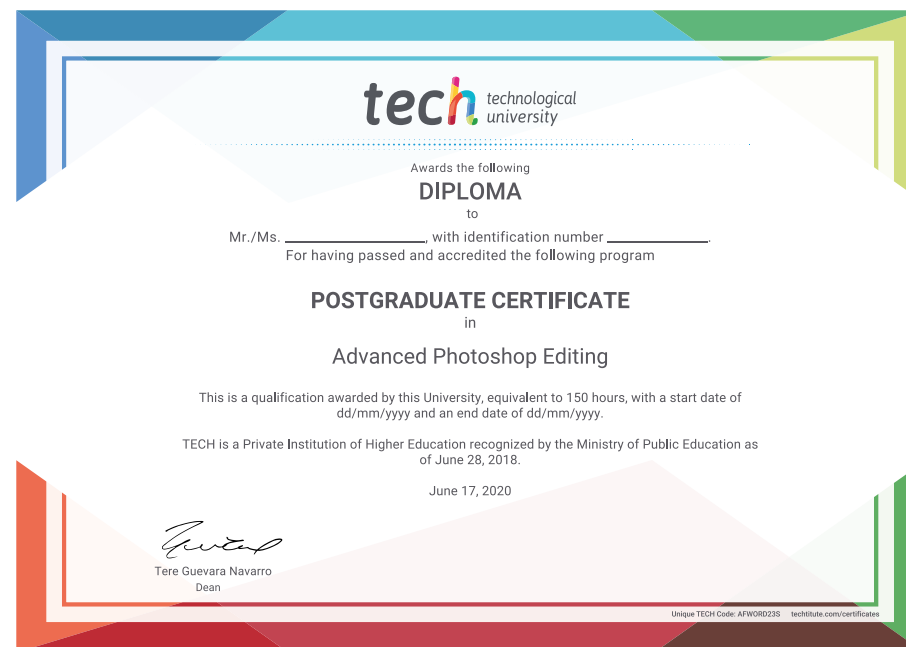 tech technological
university
Awards the following
DIPLOMA
to
Mr./Ms. ____________, with identification number ____________.
For having passed and accredited the following program
POSTGRADUATE CERTIFICATE
in
Advanced Photoshop Editing
This is a qualification awarded by this University, equivalent to 150 hours, with a start date of
dd/mm/yyyy and an end date of dd/mm/yyyy.
TECH is a Private Institution of Higher Education recognized by the Ministry of Public Education as
of June 28, 2018.
June 17, 2020
Tere Guevara Navarro
Dean
Unique TECH Code: AFWORD23S techtitute.com/certificates